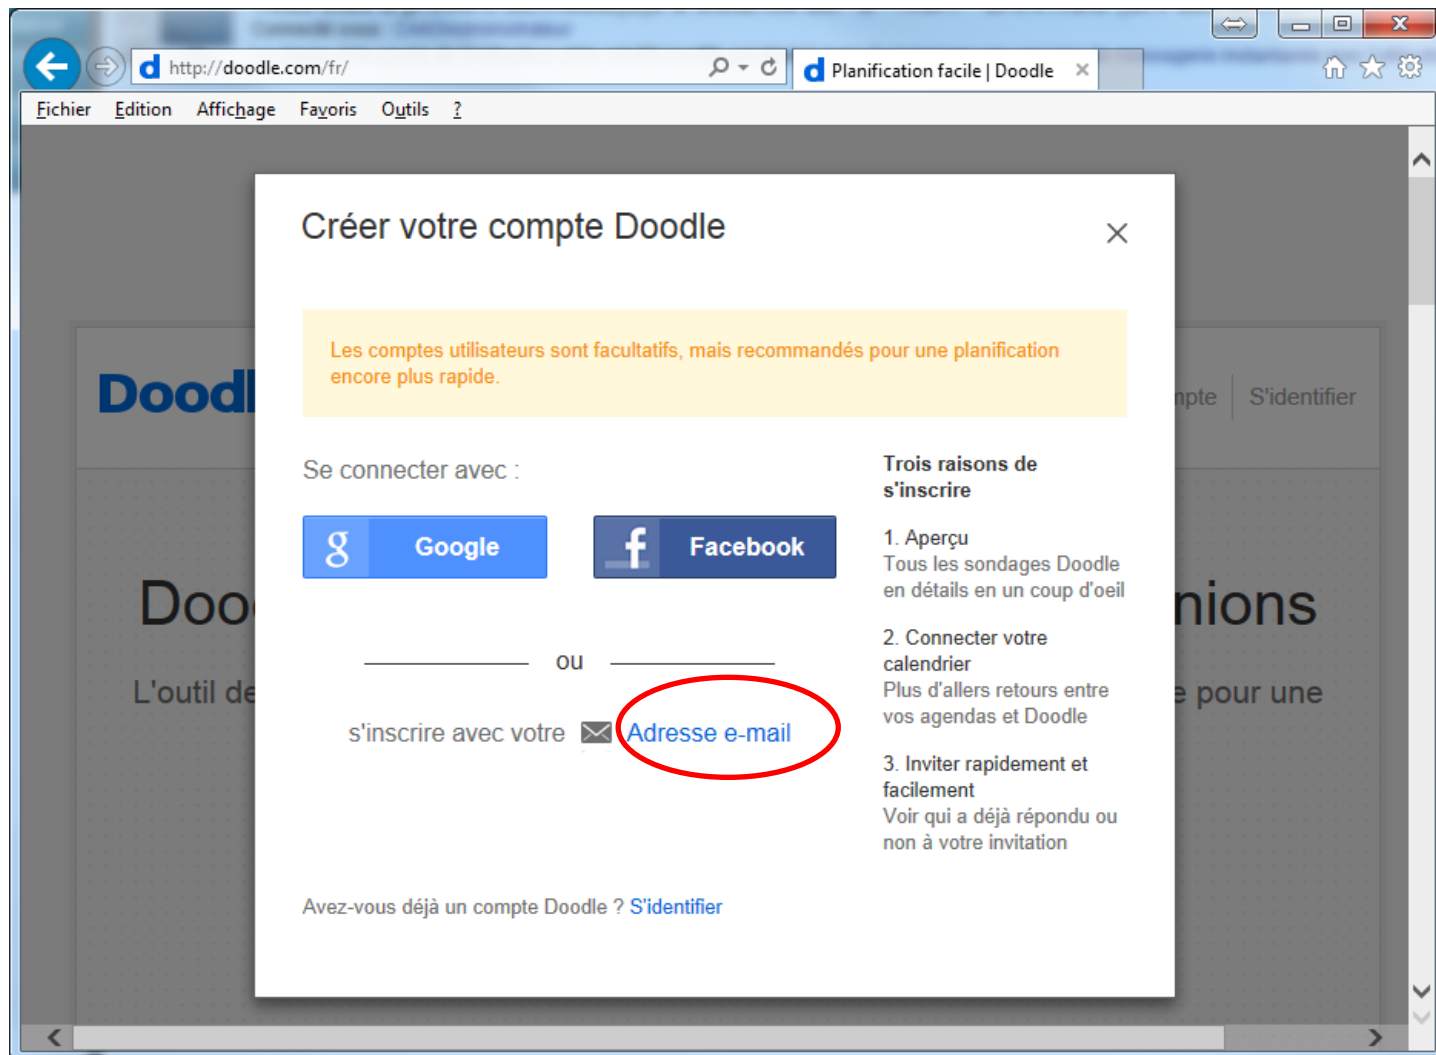 http://doodle.com/fr/
Planification facile | Doodle
Fichier Edition Affichage Favoris Outils ?
Créer votre compte Doodle
Les comptes utilisateurs sont facultatifs, mais recommandés pour une planification
encore plus rapide.
Se connecter avec :
g Google
f Facebook
ou
s'inscrire avec votre Adresse e-mail
Trois raisons de
s'inscrire
1. Aperçu
Tous les sondages Doodle
en détails en un coup d'oeil
2. Connecter votre
calendrier
Plus d'allers retours entre
vos agendas et Doodle
3. Inviter rapidement et
facilement
Voir qui a déjà répondu ou
non à votre invitation
Avez-vous déjà un compte Doodle ? S'identifier
Doodl
mpte S'identifier
Doo
nions
L'outil de
e pour une